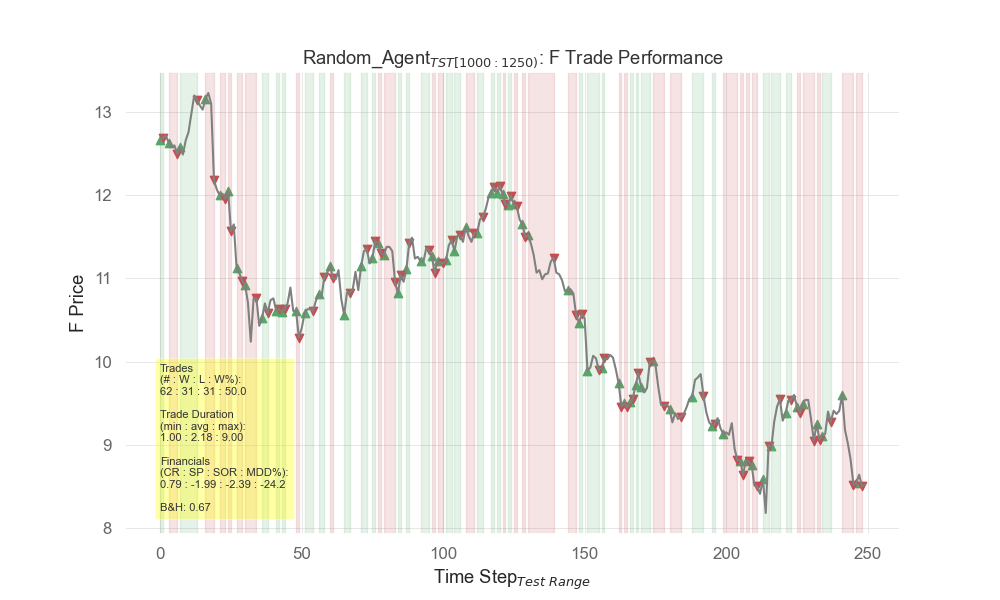 Random_Agent TST[1000:1250): F Trade Performance
F Price
13
12
11
10
9
8
Trades
(# : W : L : W%):
62 : 31 : 31 : 50.0
Trade Duration
(min : avg : max):
1.00 : 2.18 : 9.00
Financials
(CR : SP : SOR : MDD%):
0.79 : -1.99 : -2.39 : -24.2
B&H: 0.67
0 50 100 150 200 250
Time Step Test Range